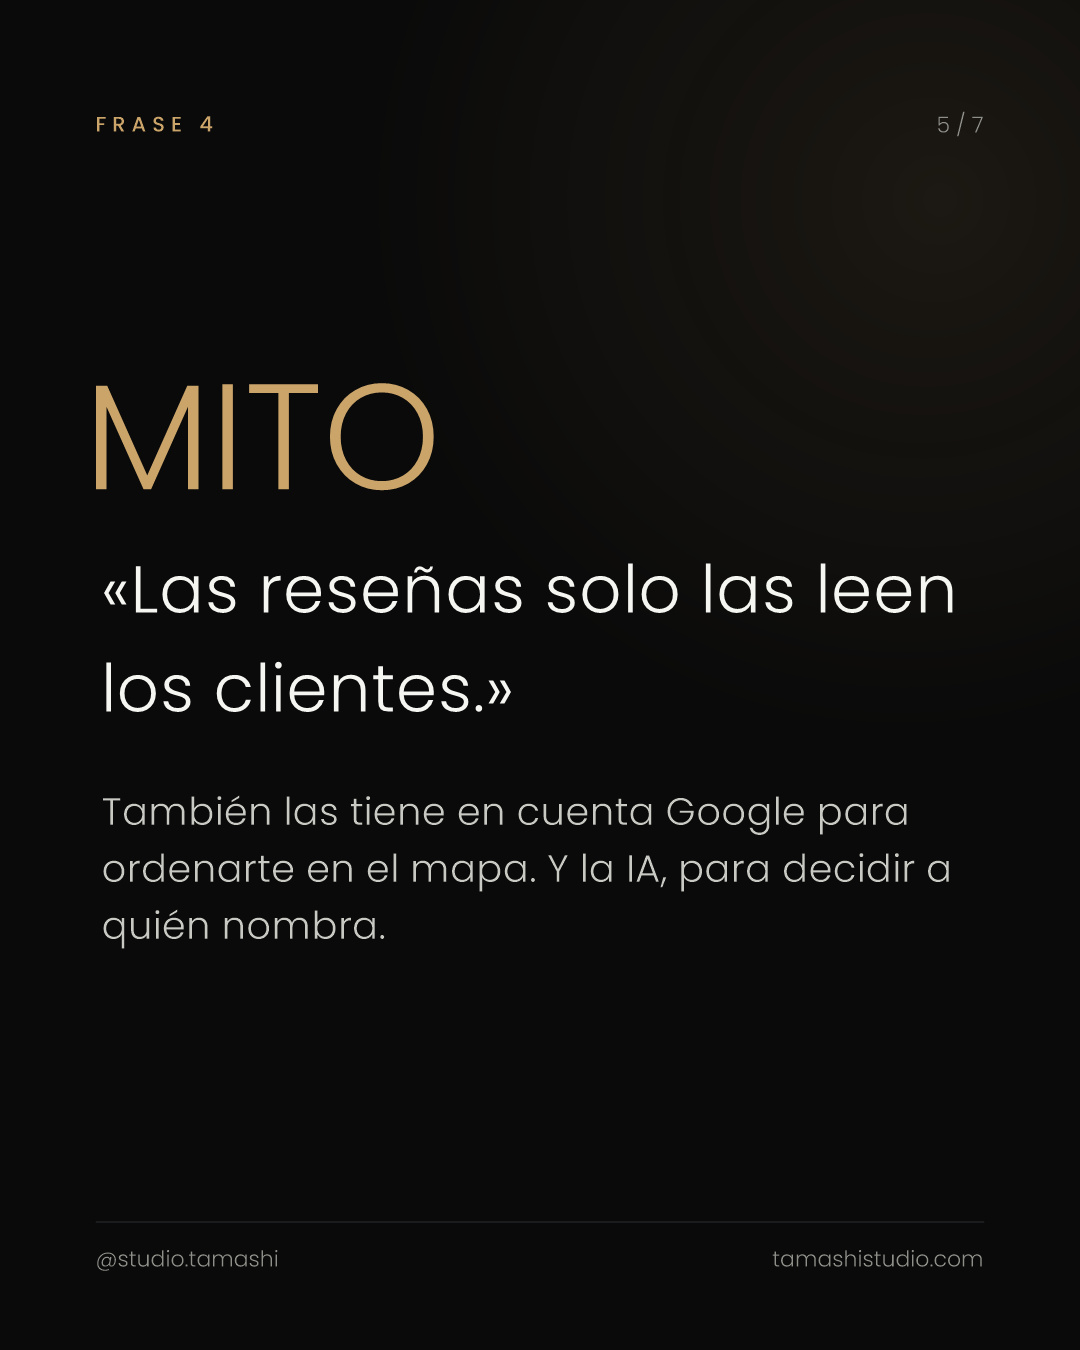 FRASE 4
5 / 7
MITO
«Las reseñas solo las leen
los clientes.»
También las tiene en cuenta Google para
ordenarte en el mapa. Y la IA, para decidir a
quién nombra.
@studio.tamashi
tamashistudio.com